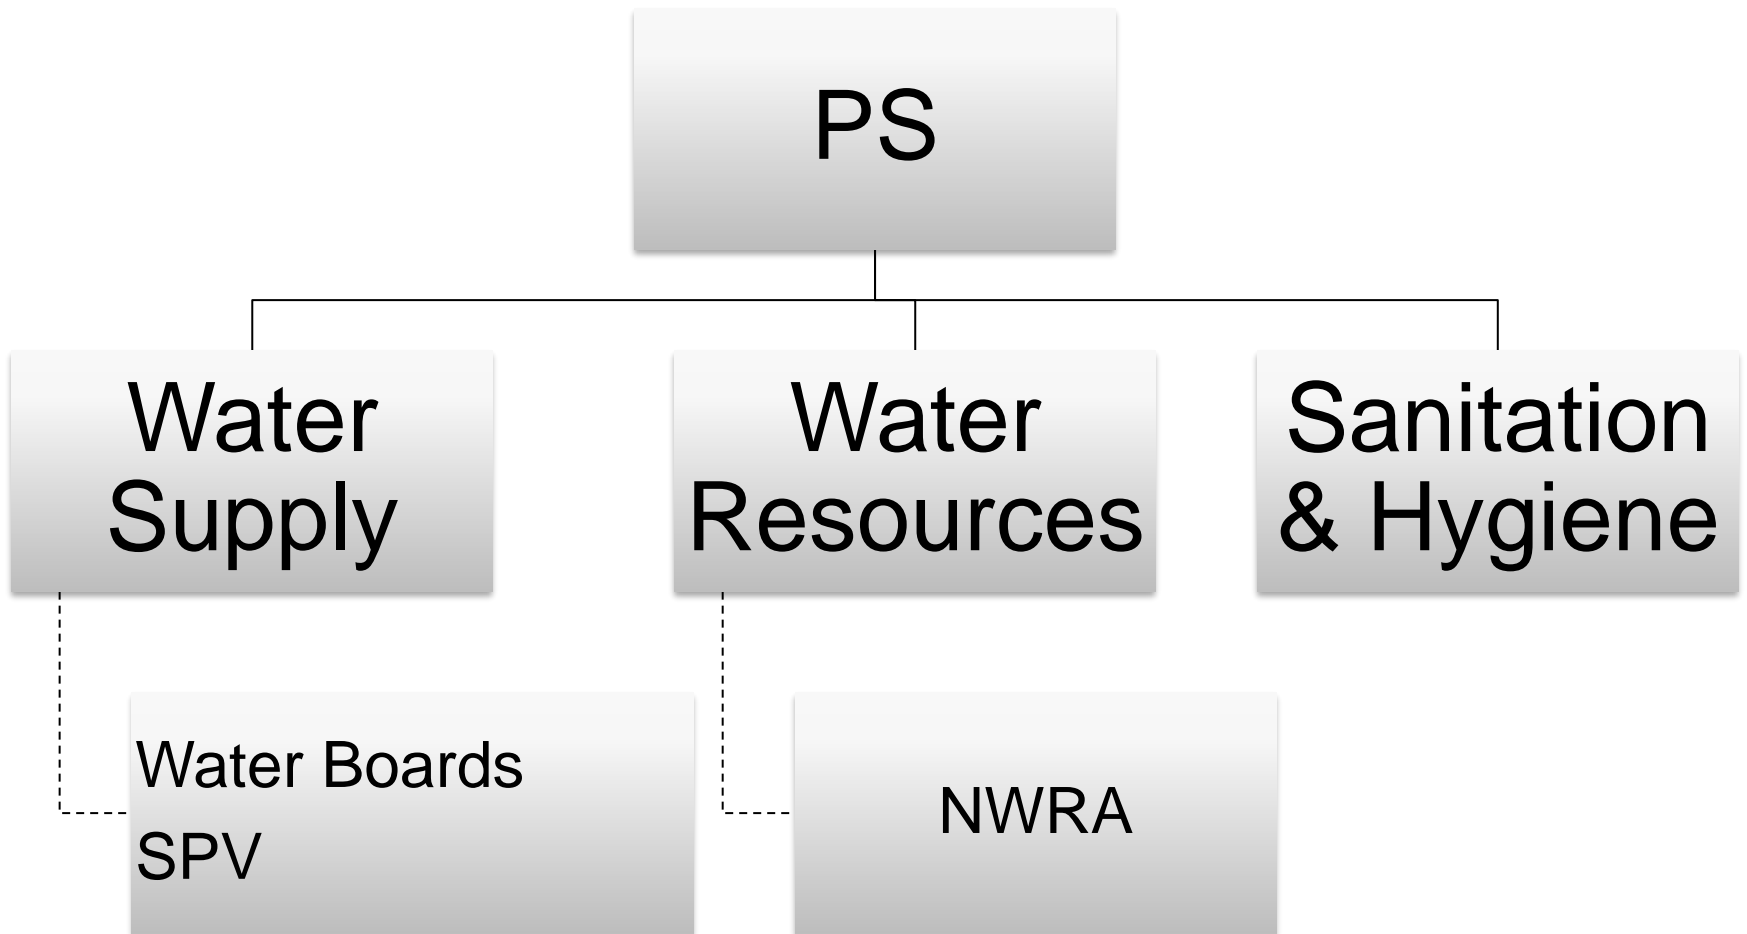 PS
Water
Supply
Water
Resources
Sanitation
& Hygiene
Water Boards
SPV
NWRA